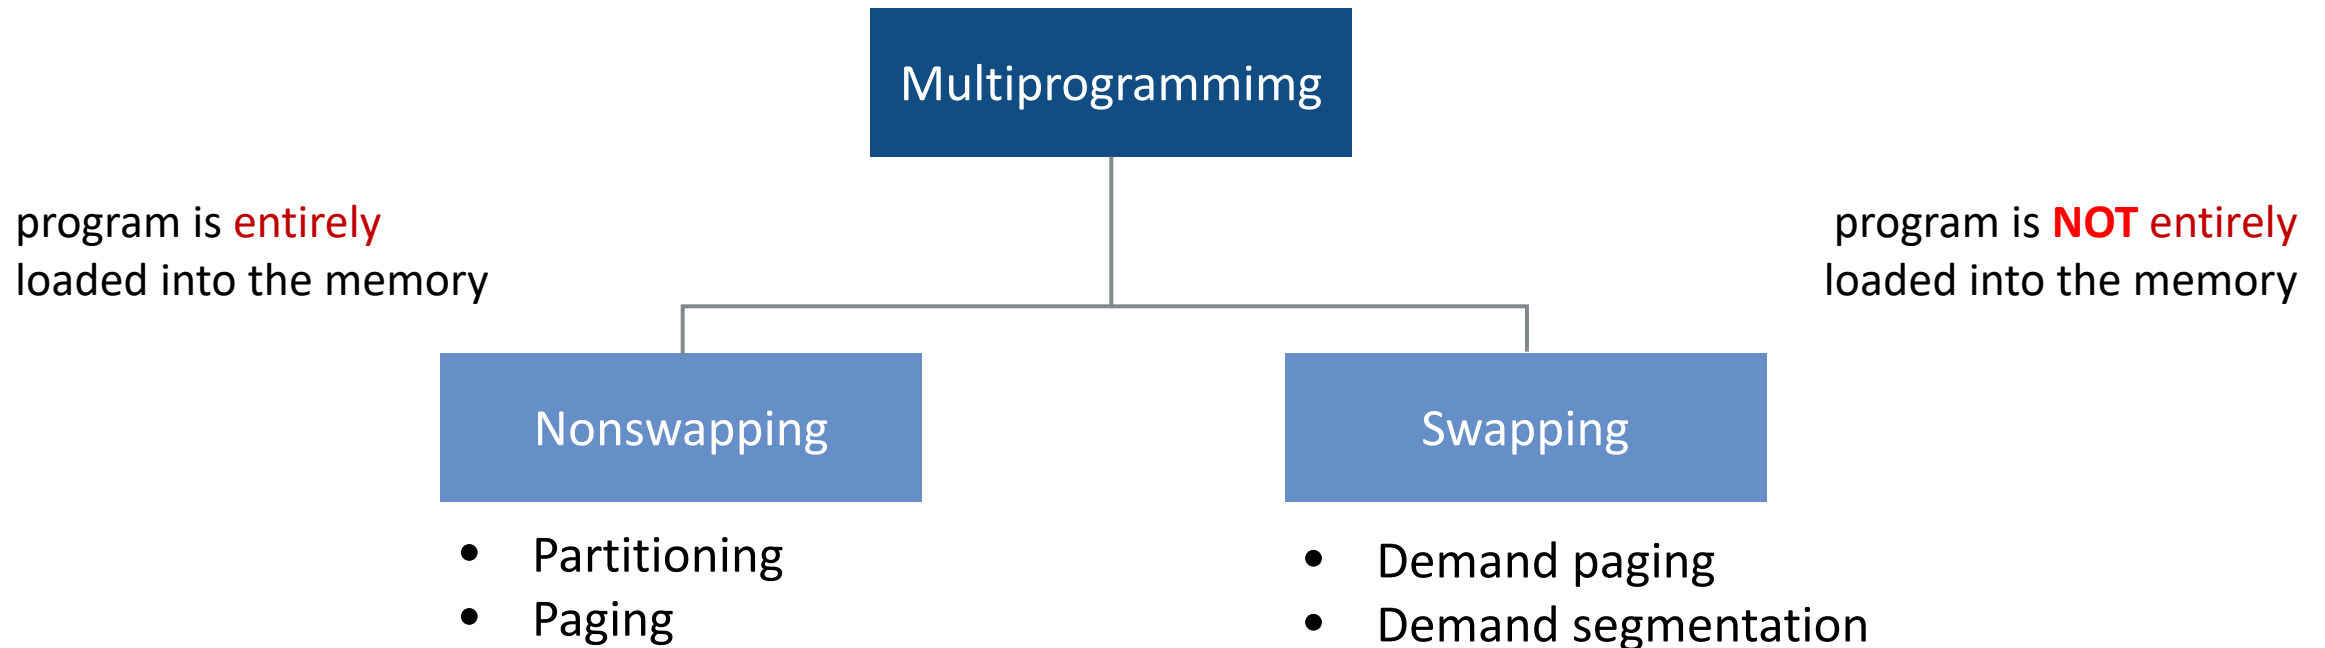 Multiprogrammimg
program is entirely
loaded into the memory
program is NOT entirely
loaded into the memory
Nonswapping
Swapping
• Partitioning
• Paging
• Demand paging
• Demand segmentation